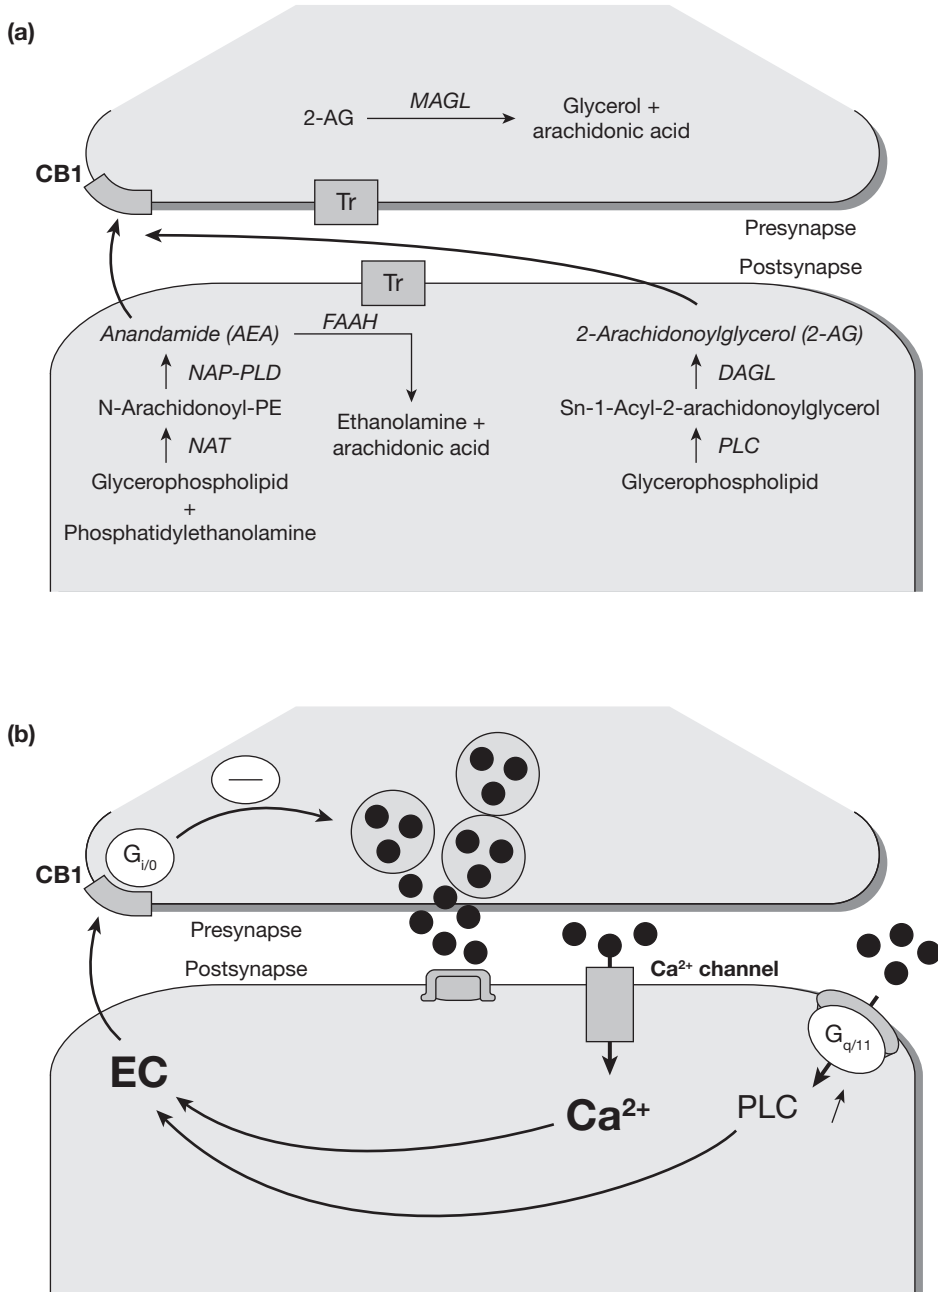 (a)
2-AG
MAGL
Glycerol +
arachidonic acid
CB1
Tr
Presynapse
Postsynapse
Tr
Anandamide (AEA)
FAAH
2-Arachidonoylglycerol (2-AG)
NAP-PLD
DAGL
N-Arachidonoyl-PE
Sn-1-Acyl-2-arachidonoylglycerol
Ethanolamine +
arachidonic acid
NAT
PLC
Glycerophospholipid
+
Phosphatidylethanolamine
Glycerophospholipid
(b)
—
Gi/0
CB1
Presynapse
Postsynapse
Ca2+ channel
Gq/11
EC
Ca2+
PLC